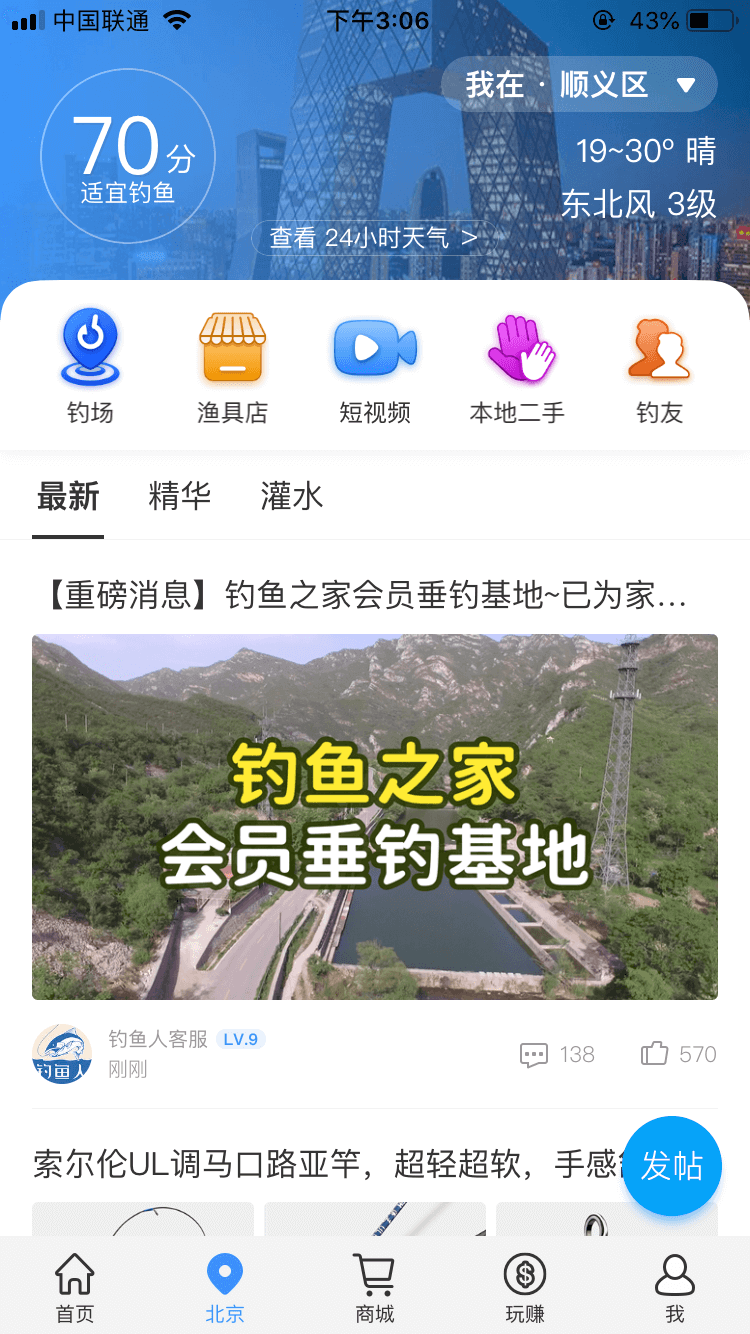 中国联通
下午3:06
43%
我在 · 顺义区
70分
适宜钓鱼
19~30° 晴
东北风 3级
查看 24小时天气 >
钓场
渔具店
短视频
本地二手
钓友
最新
精华
灌水
【重磅消息】钓鱼之家会员垂钓基地~已为家...
钓鱼之家
会员垂钓基地
钓鱼人
钓鱼人客服
LV.9
刚刚
138
570
索尔伦UL调马口路亚竿，超轻超软，手感
发帖
首页
北京
商城
玩赚
我